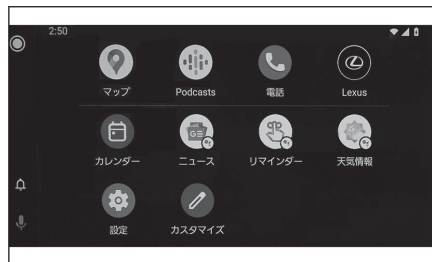 2:50
マップ Podcasts 電話 Lexus
カレンダー ニュース リマインダー 天気情報
設定 カスタマイズ